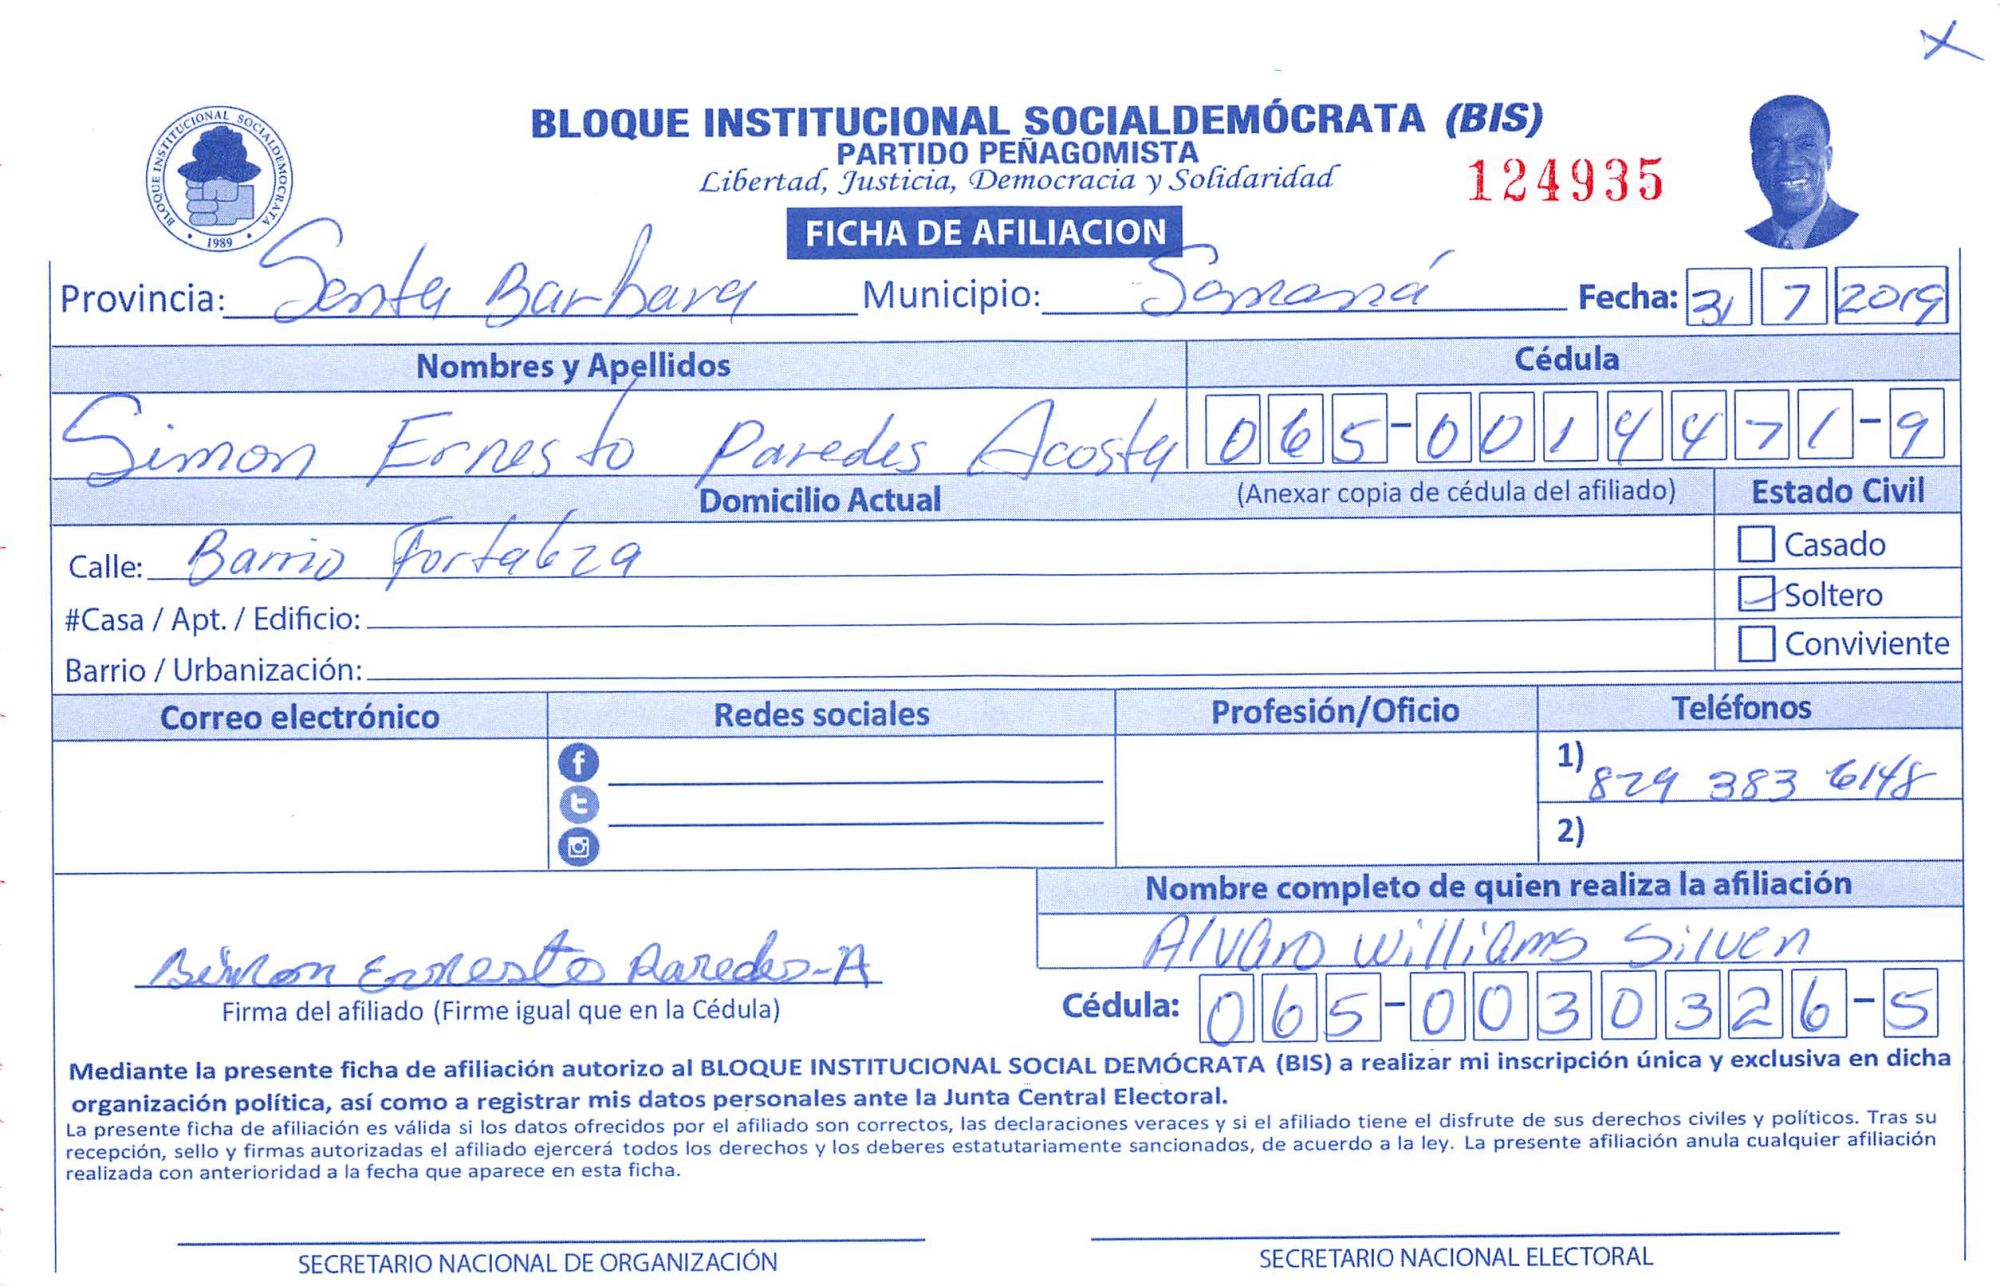 BLOQUE INSTITUCIONAL SOCIALDEMOCRATA
1989
BLOQUE INSTITUCIONAL SOCIALDEMÓCRATA (BIS)
PARTIDO PEÑAGOMISTA
Libertad, Justicia, Democracia y Solidaridad
124935
FICHA DE AFILIACION
Provincia: Santa Barbara Municipio: Samaná Fecha: 31 7 2019
Nombres y Apellidos Cédula
Simon Ernesto Paredes Acosta 065-0014471-9
Domicilio Actual (Anexar copia de cédula del afiliado) Estado Civil
Calle: Barrio Fortaleza Casado
#Casa / Apt. / Edificio: Soltero
Barrio / Urbanización: Conviviente
Correo electrónico Redes sociales Profesión/Oficio Teléfonos
1) 829 383 6148
2)
Nombre completo de quien realiza la afiliación
Alvaro Williams Silven
Simon Ernesto Paredes-A
Firma del afiliado (Firme igual que en la Cédula) Cédula: 065-0030326-5
Mediante la presente ficha de afiliación autorizo al BLOQUE INSTITUCIONAL SOCIAL DEMÓCRATA (BIS) a realizar mi inscripción única y exclusiva en dicha
organización política, así como a registrar mis datos personales ante la Junta Central Electoral.
La presente ficha de afiliación es válida si los datos ofrecidos por el afiliado son correctos, las declaraciones veraces y si el afiliado tiene el disfrute de sus derechos civiles y políticos. Tras su
recepción, sello y firmas autorizadas el afiliado ejercerá todos los derechos y los deberes estatutariamente sancionados, de acuerdo a la ley. La presente afiliación anula cualquier afiliación
realizada con anterioridad a la fecha que aparece en esta ficha.
SECRETARIO NACIONAL DE ORGANIZACIÓN SECRETARIO NACIONAL ELECTORAL